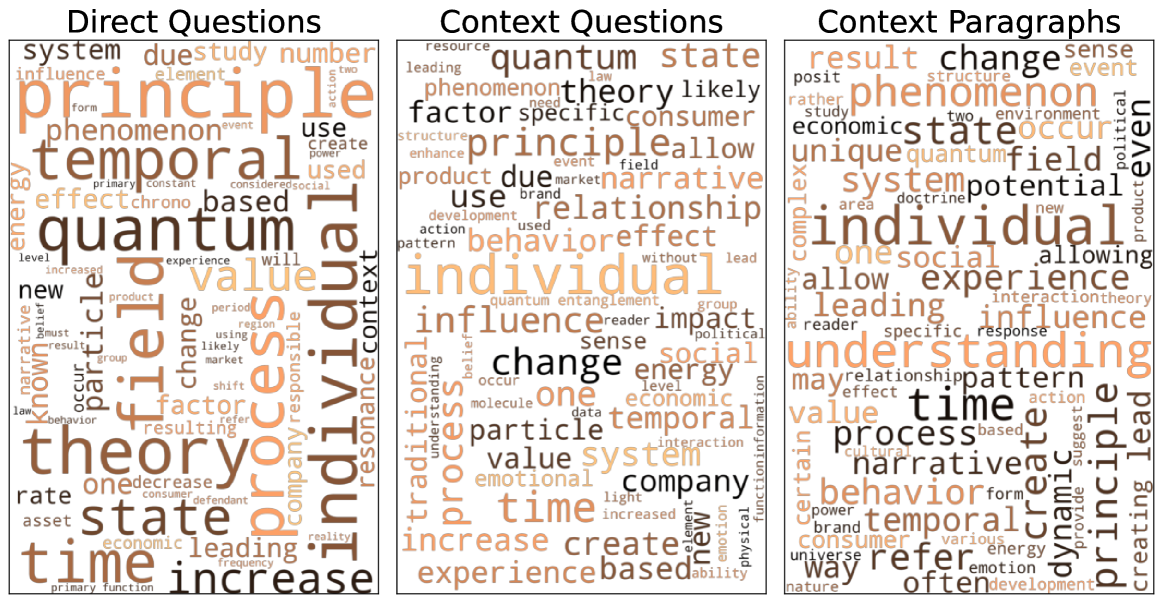 Direct Questions
system due study number
influence element
principle
action two
form
phenomenon event
use
create
temporal
power
primary constant considered social used
energy
effect chrono based
quantum
individual
level experience will
increased
value
context
new
field
particle
product
period
region
change
using
likely
market
narrative
known
belief
must
result
group
process
responsible
occur
shift
factor refer
law behavior
resulting
resonance
theory
company
one decrease
consumer defendant
rate
asset
state
reality
economic leading
time
frequency
primary function increase
Context Questions
resource
leading
quantum state
law
phenomenon theory likely
need
factor specific consumer
structure
enhance
principle allow
event field
product due market narrative
use brand
development used relationship
action
pattern
behavior effect
without lead
individual
quantum entanglement group
influence reader impact
political
sense
change social
belief
energy
traditional
understanding
process
occur
level
molecule one economic
data
temporal
particle
interaction
value system
emotional
company
function information
time light
increased
increase create
element
new
emotion
physical
experience based ability
Context Paragraphs
result change sense
event
posit structure
rather phenomenon
study two environment
economic state occur
political
even
unique quantum field
system potential
complex
area doctrine
product
individual new
one social allowing
allow experience
ability
leading interaction theory
influence
reader specific response
understanding
may relationship pattern
effect action
value time
process based
cultural
create
suggest
principle
lead
certain
narrative
dynamic
provide
behavior form
power
brand temporal
creating
consumer various
universe
way refer energy
emotion
nature often development